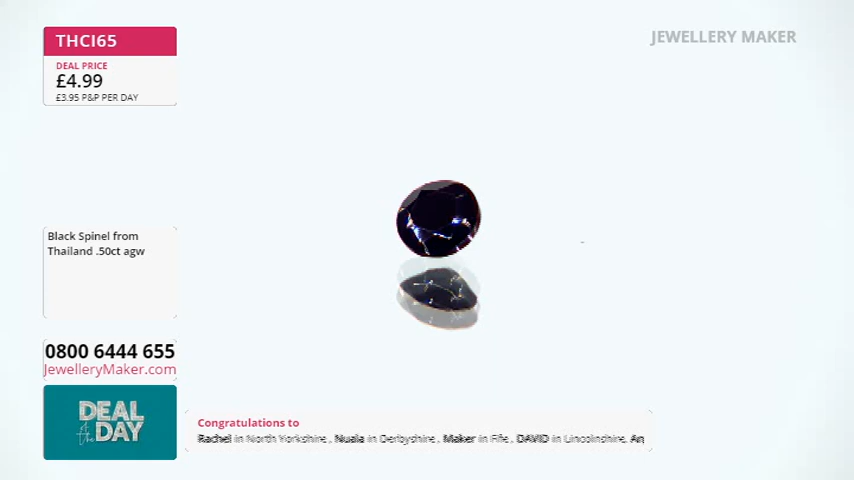 THCI65
DEAL PRICE
£4.99
£3.95 P&P PER DAY
JEWELLERY MAKER
Black Spinel from
Thailand .50ct agw
0800 6444 655
JewelleryMaker.com
DEAL
of the
DAY
Congratulations to
Rachel in North Yorkshire, Nuala in Derbyshire, Maker in Fife, DAVID in Lincolnshire, An